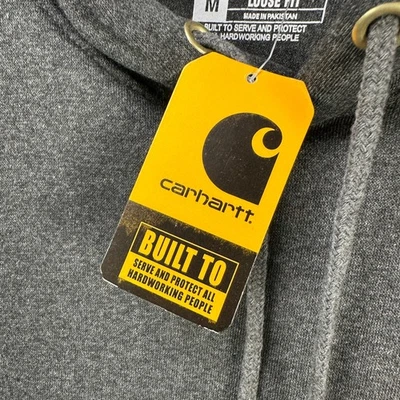 M
LOOSE FIT
MADE IN PAKISTAN
BUILT TO SERVE AND PROTECT
HARDWORKING PEOPLE
carhartt
BUILT TO
SERVE AND PROTECT ALL
HARDWORKING PEOPLE